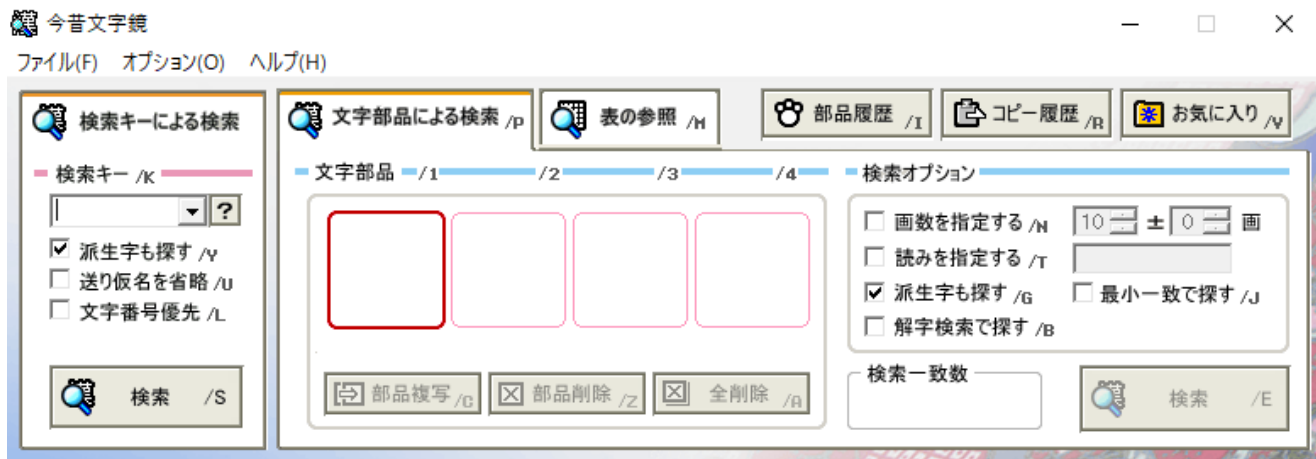 今昔文字鏡
ファイル(F) オプション(O) ヘルプ(H)
検索キーによる検索
文字部品による検索 /P
表の参照 /M
部品履歴 /I
コピー履歴 /R
お気に入り /V
検索キー /K
?
派生字も探す /Y
送り仮名を省略 /U
文字番号優先 /L
検索 /S
文字部品 /1 /2 /3 /4
部品複写 /C
部品削除 /Z
全削除 /A
検索オプション
画数を指定する /N 10 ± 0 画
読みを指定する /T
派生字も探す /G 最小一致で探す /J
解字検索で探す /B
検索一致数
検索 /E